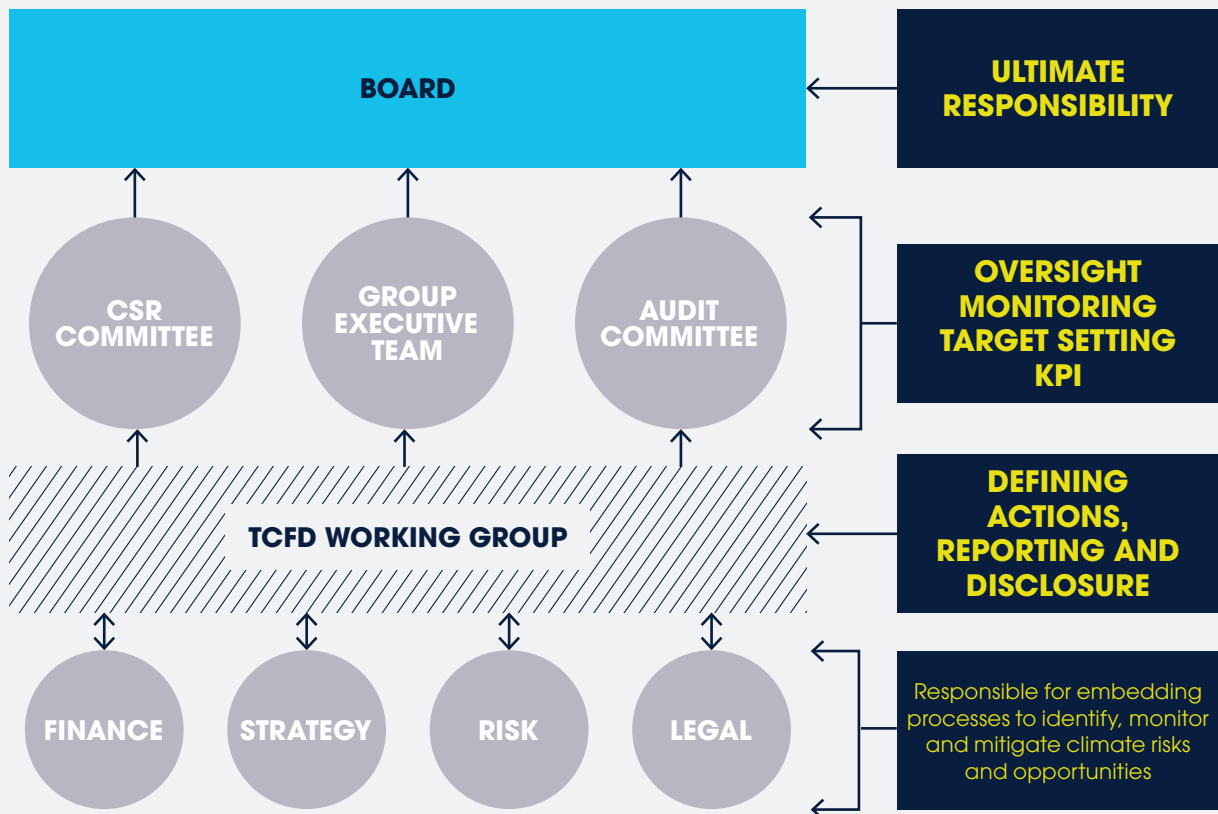 BOARD
ULTIMATE
RESPONSIBILITY
CSR
COMMITTEE
GROUP
EXECUTIVE
TEAM
AUDIT
COMMITTEE
OVERSIGHT
MONITORING
TARGET SETTING
KPI
TCFD WORKING GROUP
DEFINING
ACTIONS,
REPORTING AND
DISCLOSURE
FINANCE
STRATEGY
RISK
LEGAL
Responsible for embedding
processes to identify, monitor
and mitigate climate risks
and opportunities